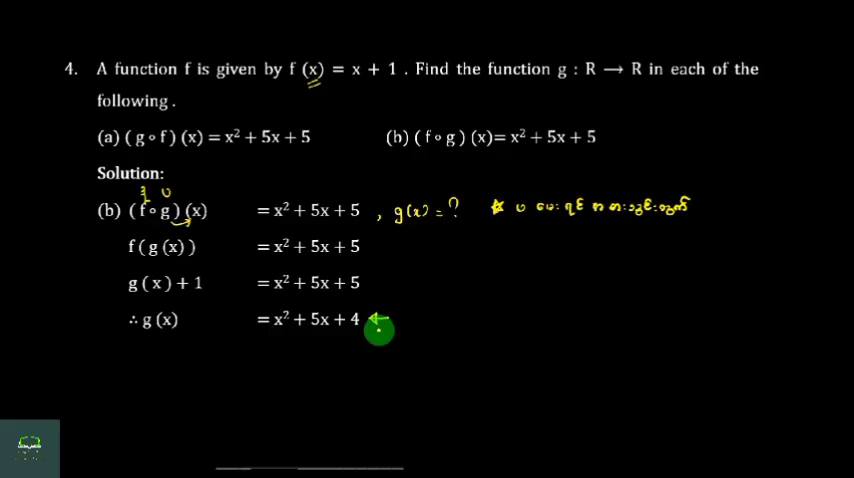 4. A function f is given by f (x) = x + 1 . Find the function g : R → R in each of the
following .
(a) ( g ∘ f ) (x) = x² + 5x + 5 (b) ( f ∘ g ) (x)= x² + 5x + 5
Solution:
(b) ( f ∘ g ) (x) = x² + 5x + 5 , g(x) = ?
f ( g (x) ) = x² + 5x + 5
g ( x ) + 1 = x² + 5x + 5
∴ g (x) = x² + 5x + 4